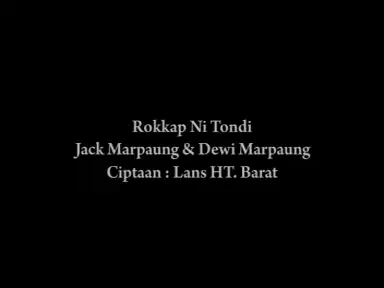 Rokkap Ni Tondi
Jack Marpaung & Dewi Marpaung
Ciptaan : Lans HT. Barat